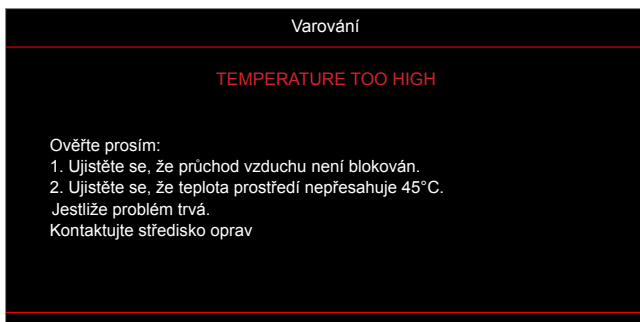 Varování
TEMPERATURE TOO HIGH
Ověřte prosím:
1. Ujistěte se, že průchod vzduchu není blokován.
2. Ujistěte se, že teplota prostředí nepřesahuje 45°C.
Jestliže problém trvá.
Kontaktujte středisko oprav